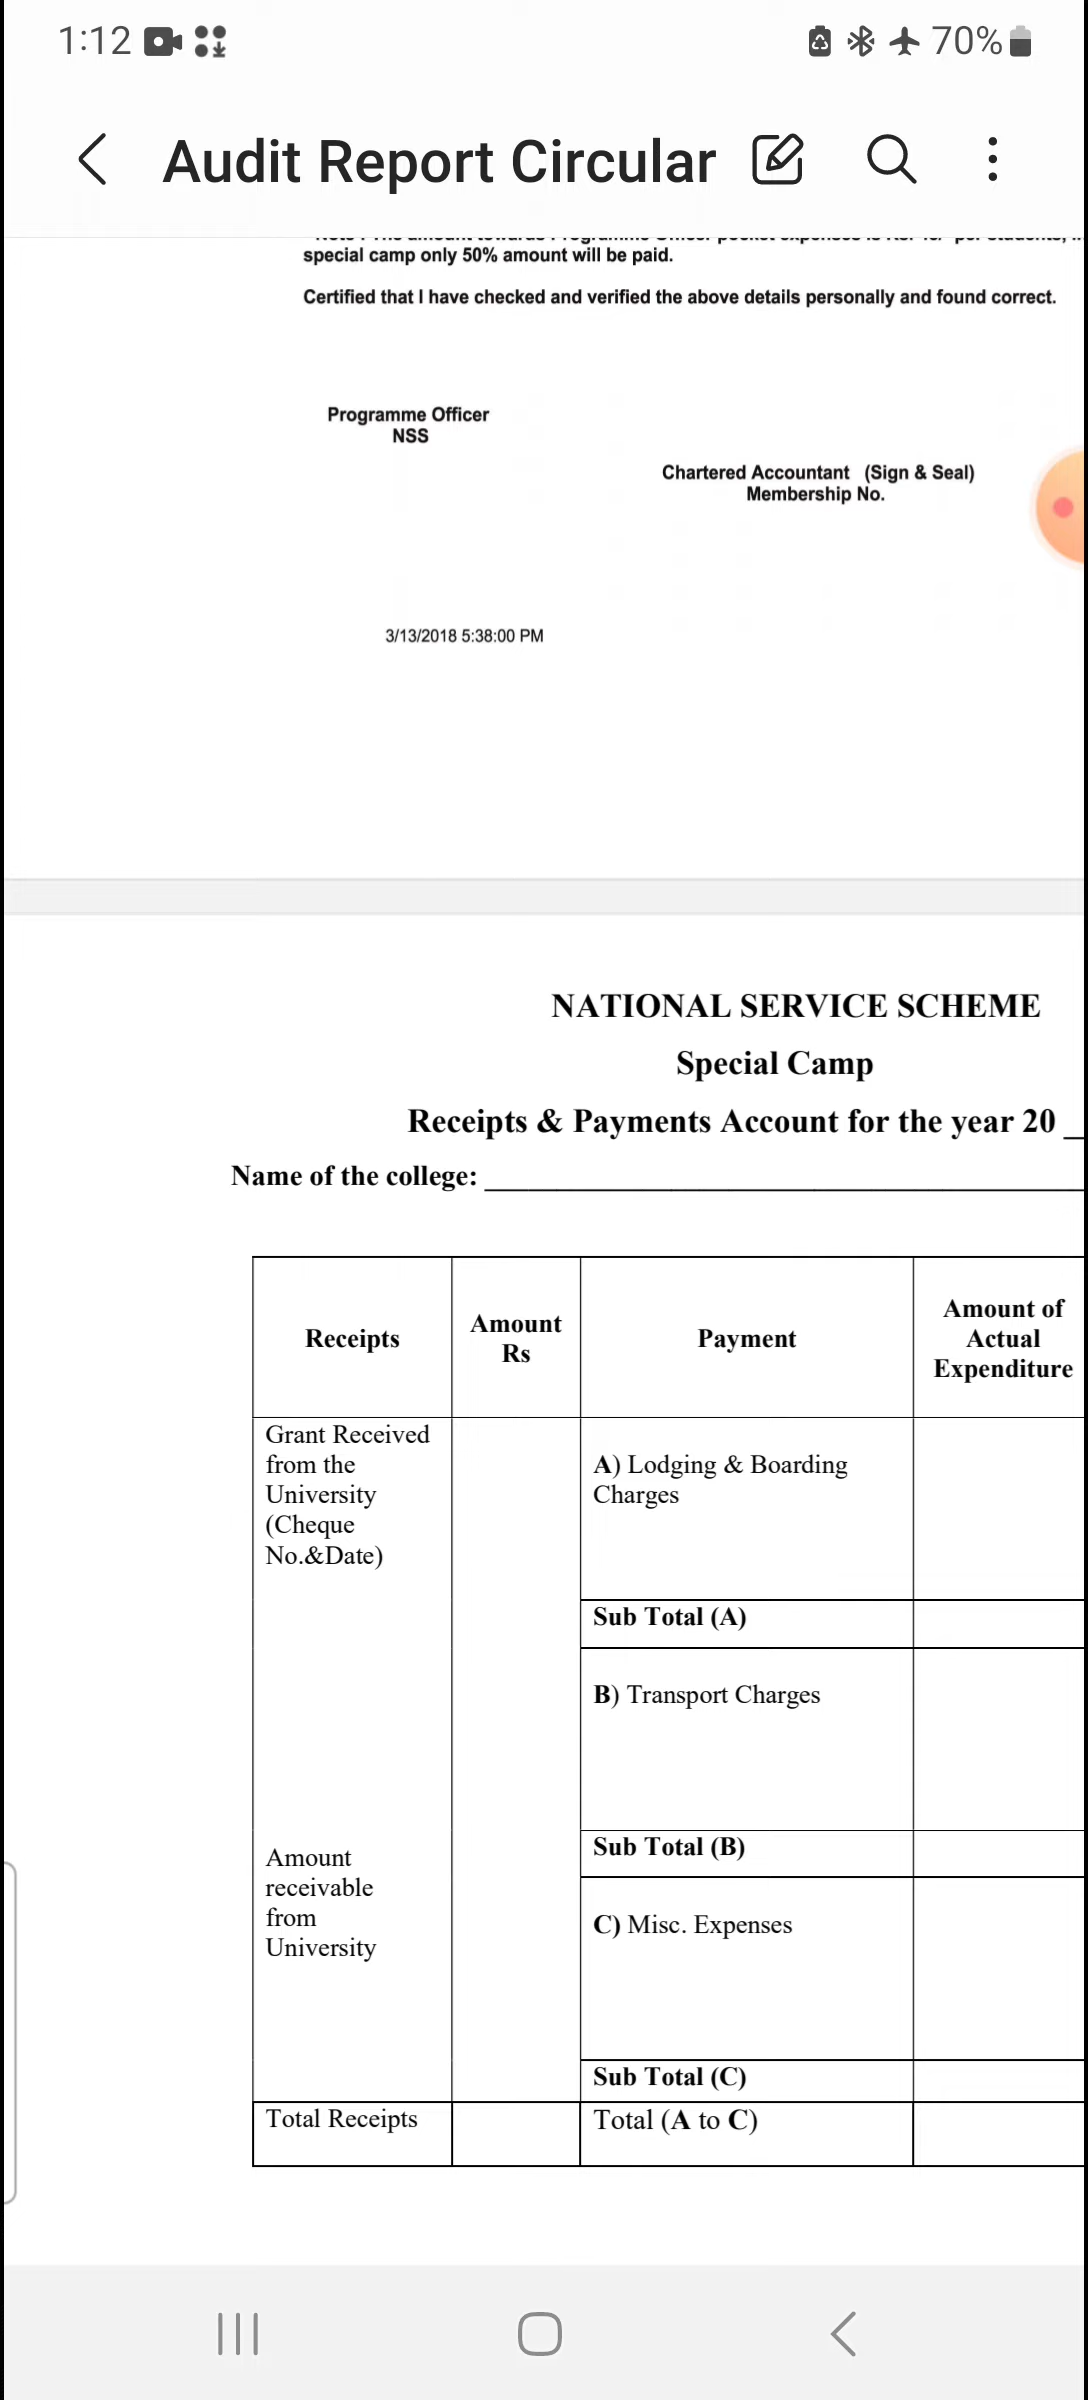 1:12
70%
Audit Report Circular
special camp only 50% amount will be paid.
Certified that I have checked and verified the above details personally and found correct.
Programme Officer
NSS
Chartered Accountant (Sign & Seal)
Membership No.
3/13/2018 5:38:00 PM
NATIONAL SERVICE SCHEME
Special Camp
Receipts & Payments Account for the year 20 _
Name of the college: ____________________
Receipts
Amount
Rs
Payment
Amount of
Actual
Expenditure
Grant Received
from the
University
(Cheque
No.&Date)
A) Lodging & Boarding
Charges
Sub Total (A)
B) Transport Charges
Sub Total (B)
Amount
receivable
from
University
C) Misc. Expenses
Sub Total (C)
Total Receipts
Total (A to C)